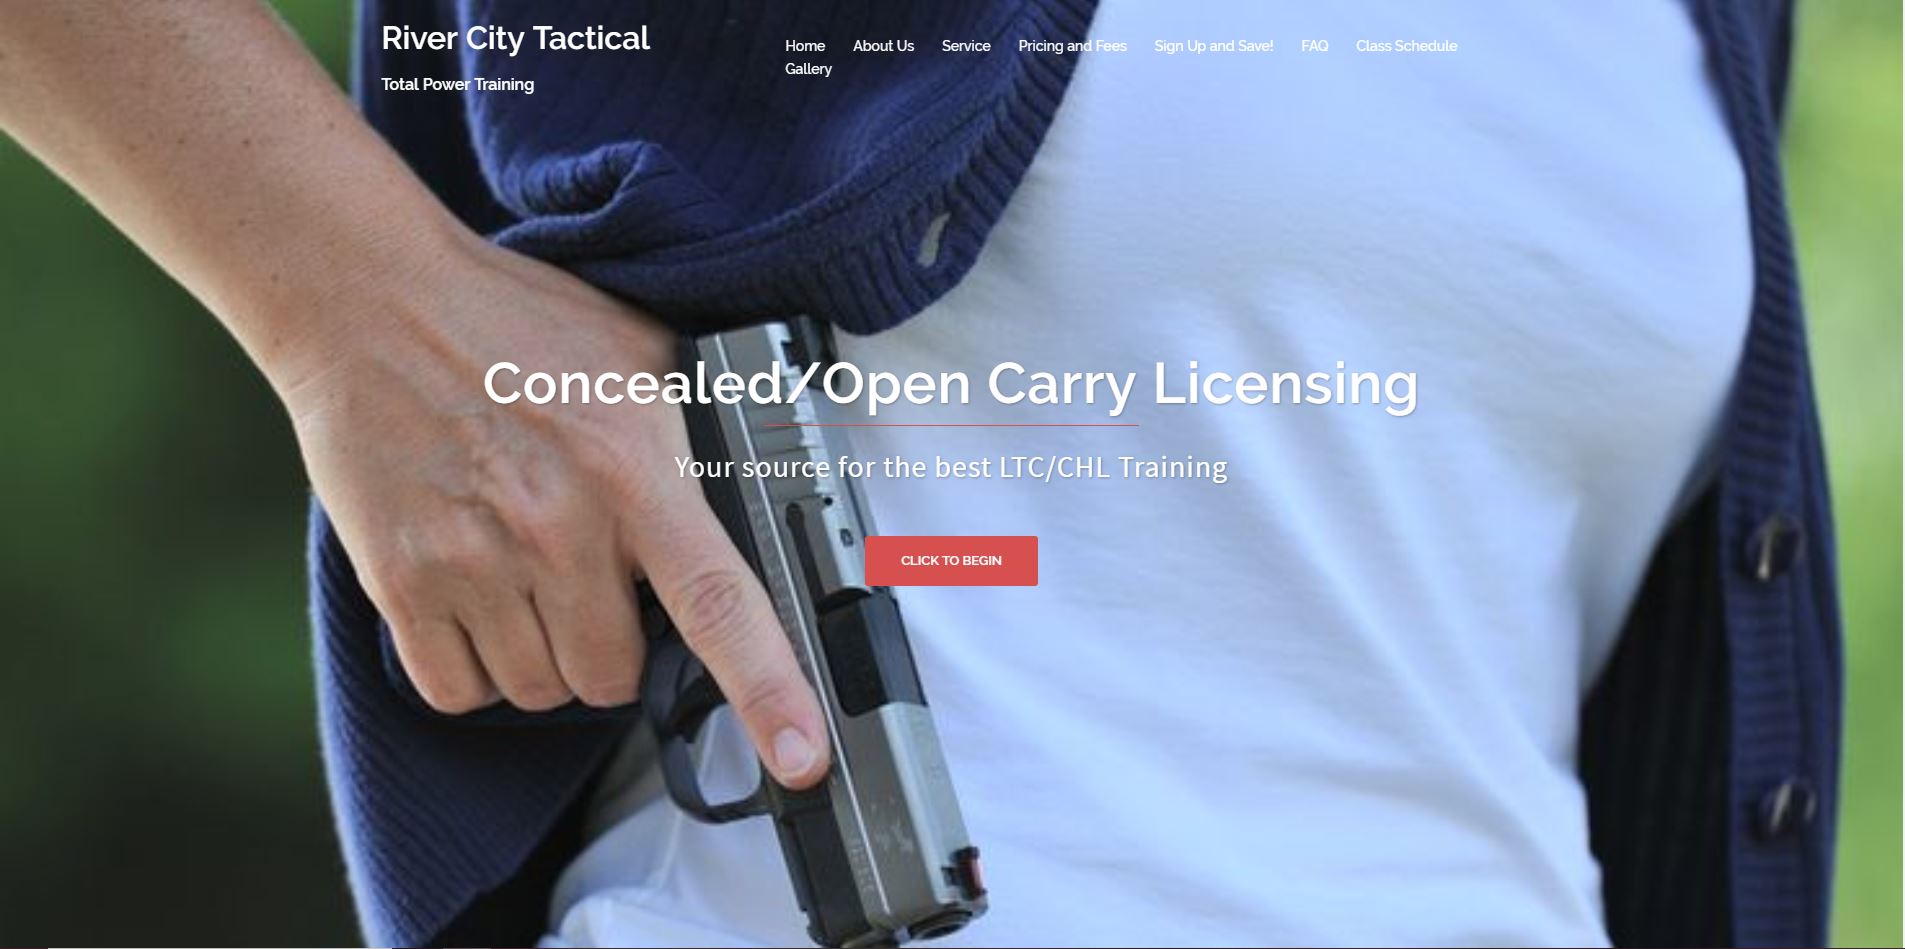 River City Tactical
Total Power Training
Home About Us Service Pricing and Fees Sign Up and Save! FAQ Class Schedule
Gallery
Concealed/Open Carry Licensing
Your source for the best LTC/CHL Training
CLICK TO BEGIN